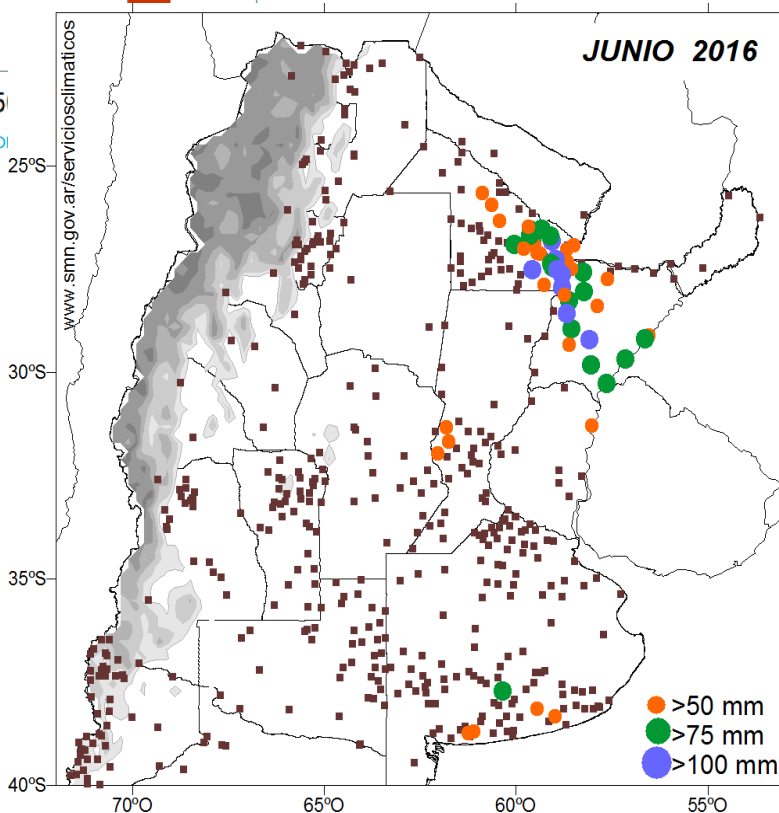 JUNIO 2016
www.smn.gov.ar/serviciosclimaticos
25ºS
30ºS
35ºS
40ºS
>50 mm
>75 mm
>100 mm
70ºO
65ºO
60ºO
55ºO